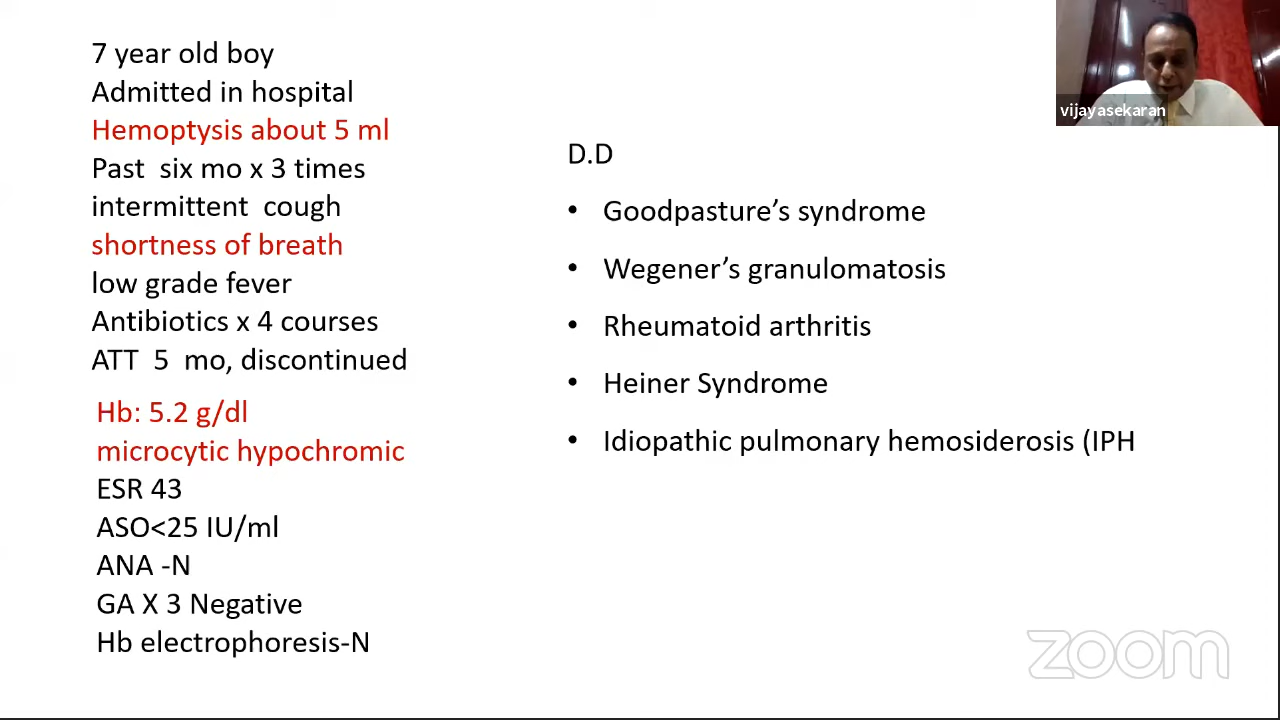 7 year old boy
Admitted in hospital
Hemoptysis about 5 ml
Past six mo x 3 times
intermittent cough
shortness of breath
low grade fever
Antibiotics x 4 courses
ATT 5 mo, discontinued
Hb: 5.2 g/dl
microcytic hypochromic
ESR 43
ASO<25 IU/ml
ANA -N
GA X 3 Negative
Hb electrophoresis-N
D.D
• Goodpasture’s syndrome
• Wegener’s granulomatosis
• Rheumatoid arthritis
• Heiner Syndrome
• Idiopathic pulmonary hemosiderosis (IPH
vijayasekaran
zoom